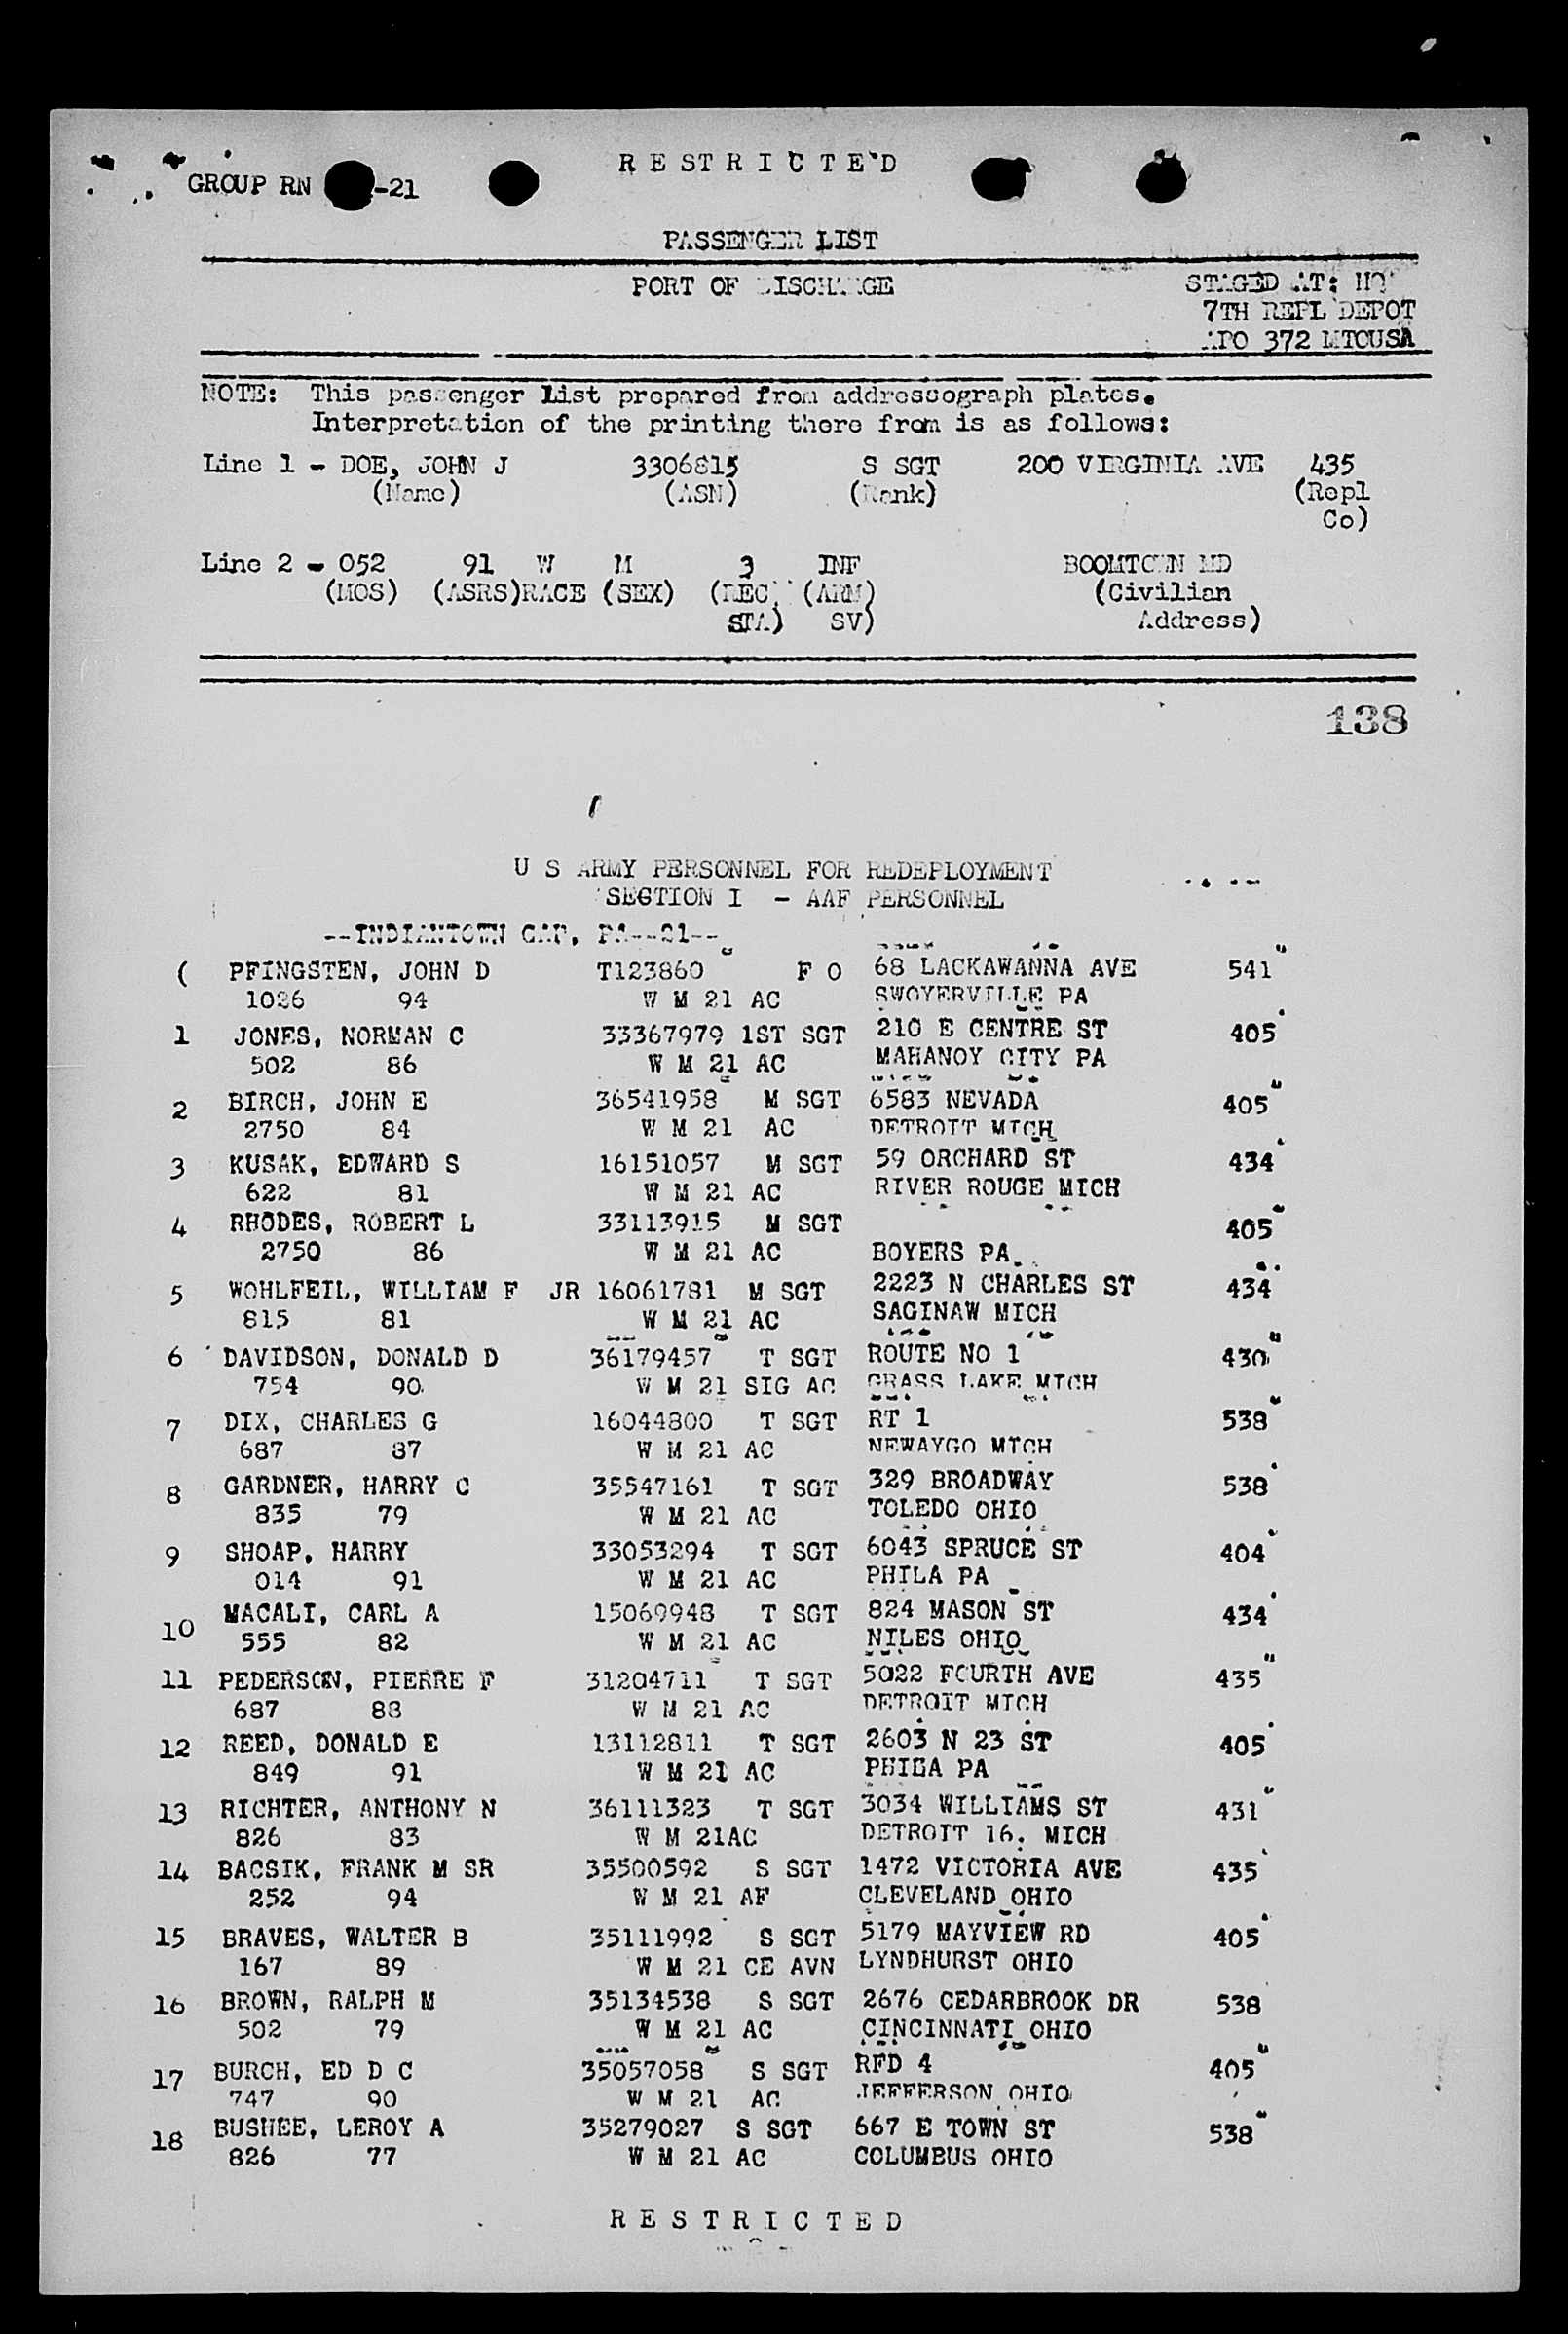 RESTRICTED
GROUP RN -21
PASSENGER LIST
PORT OF DISCHARGE
STAGED AT: HQ
7TH REPL DEPOT
APO 372 MTOUSA
NOTE: This passenger list prepared from addressograph plates.
Interpretation of the printing there from is as follows:
Line 1 - DOE, JOHN J 3306815 S SGT 200 VIRGINIA AVE 435
(Name) (ASN) (Rank) (Repl
Co)
Line 2 - 052 91 W M 3 INF BOOMTOWN MD
(MOS) (ASRS)RACE (SEX) (REC (ARM) (Civilian
STA) SV) Address)
138
U S ARMY PERSONNEL FOR REDEPLOYMENT
SECTION I - AAF PERSONNEL
--INDIANTOWN GAP, PA--21--
( PFINGSTEN, JOHN D T123860 F O 68 LACKAWANNA AVE 541
1026 94 W M 21 AC SWOYERVILLE PA
1 JONES, NORMAN C 33367979 1ST SGT 210 E CENTRE ST 405
502 86 W M 21 AC MAHANOY CITY PA
2 BIRCH, JOHN E 36541958 M SGT 6583 NEVADA 405
2750 84 W M 21 AC DETROIT MICH
3 KUSAK, EDWARD S 16151057 M SGT 59 ORCHARD ST 434
622 81 W M 21 AC RIVER ROUGE MICH
4 RHODES, ROBERT L 33113915 M SGT 405
2750 86 W M 21 AC BOYERS PA
5 WOHLFEIL, WILLIAM F JR 16061781 M SGT 2223 N CHARLES ST 434
815 81 W M 21 AC SAGINAW MICH
6 DAVIDSON, DONALD D 36179457 T SGT ROUTE NO 1 430
754 90 W M 21 SIG AC GRASS LAKE MICH
7 DIX, CHARLES G 16044800 T SGT RT 1 538
687 87 W M 21 AC NEWAYGO MICH
8 GARDNER, HARRY C 35547161 T SGT 329 BROADWAY 538
835 79 W M 21 AC TOLEDO OHIO
9 SHOAP, HARRY 33053294 T SGT 6043 SPRUCE ST 404
014 91 W M 21 AC PHILA PA
10 MACALI, CARL A 15069948 T SGT 824 MASON ST 434
555 82 W M 21 AC NILES OHIO
11 PEDERSON, PIERRE F 31204711 T SGT 5022 FOURTH AVE 435
687 88 W M 21 AC DETROIT MICH
12 REED, DONALD E 13112811 T SGT 2603 N 23 ST 405
849 91 W M 21 AC PHILA PA
13 RICHTER, ANTHONY N 36111323 T SGT 3034 WILLIAMS ST 431
826 83 W M 21AC DETROIT 16. MICH
14 BACSIK, FRANK M SR 35500592 S SGT 1472 VICTORIA AVE 435
252 94 W M 21 AF CLEVELAND OHIO
15 BRAVES, WALTER B 35111992 S SGT 5179 MAYVIEW RD 405
167 89 W M 21 CE AVN LYNDHURST OHIO
16 BROWN, RALPH M 35134538 S SGT 2676 CEDARBROOK DR 538
502 79 W M 21 AC CINCINNATI OHIO
17 BURCH, ED D C 35057058 S SGT RFD 4 405
747 90 W M 21 AC JEFFERSON OHIO
18 BUSHEE, LEROY A 35279027 S SGT 667 E TOWN ST 538
826 77 W M 21 AC COLUMBUS OHIO
RESTRICTED